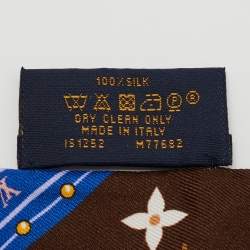 100% SILK
DRY CLEAN ONLY
MADE IN ITALY
IS1252 M77682